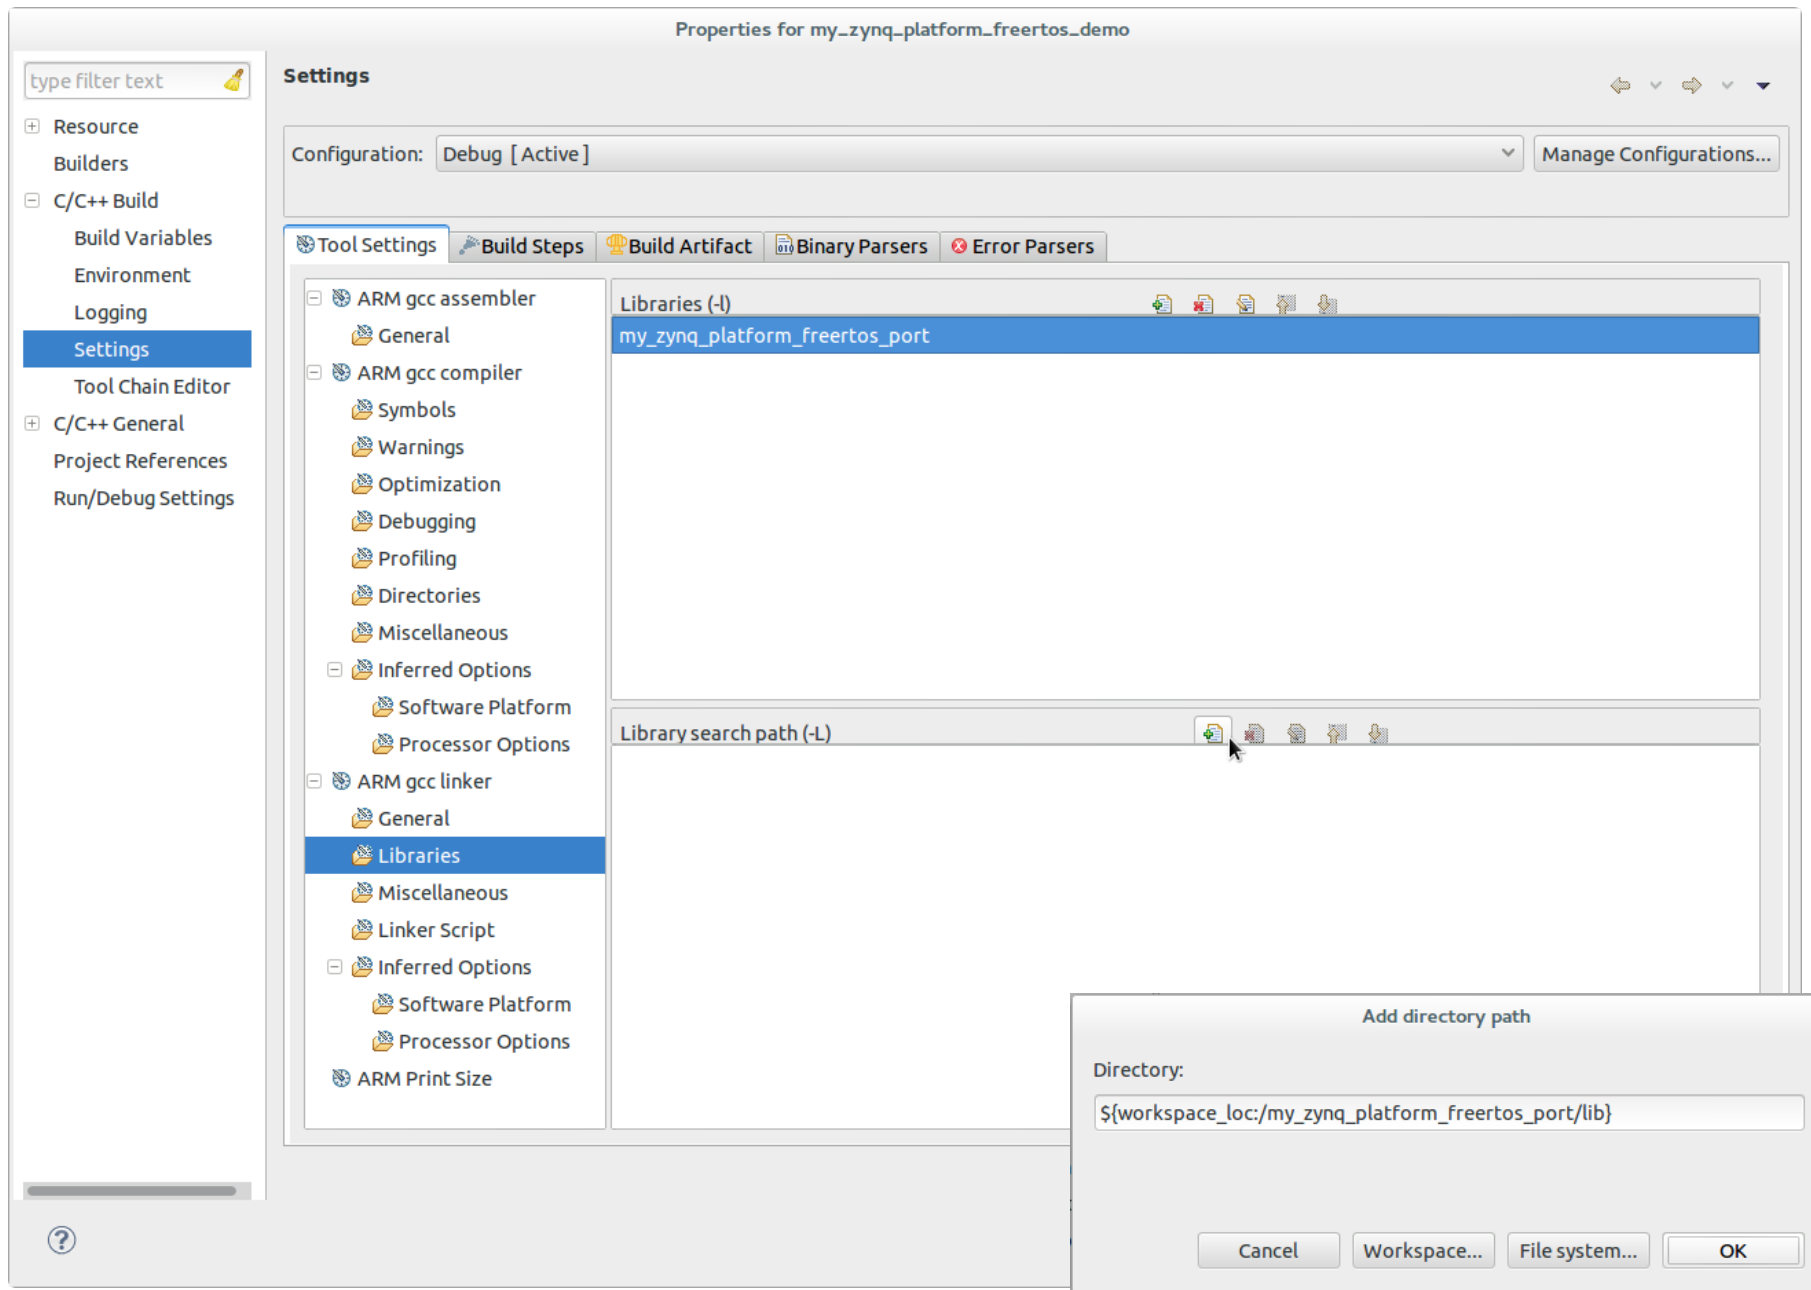 Properties for my_zynq_platform_freertos_demo
type filter text
Resource
Builders
C/C++ Build
Build Variables
Environment
Logging
Settings
Tool Chain Editor
C/C++ General
Project References
Run/Debug Settings
Settings
Configuration: Debug [ Active ] Manage Configurations...
Tool Settings Build Steps Build Artifact Binary Parsers Error Parsers
ARM gcc assembler
General
ARM gcc compiler
Symbols
Warnings
Optimization
Debugging
Profiling
Directories
Miscellaneous
Inferred Options
Software Platform
Processor Options
ARM gcc linker
General
Libraries
Miscellaneous
Linker Script
Inferred Options
Software Platform
Processor Options
ARM Print Size
Libraries (-l)
my_zynq_platform_freertos_port
Library search path (-L)
Add directory path
Directory:
${workspace_loc:/my_zynq_platform_freertos_port/lib}
Cancel Workspace... File system... OK